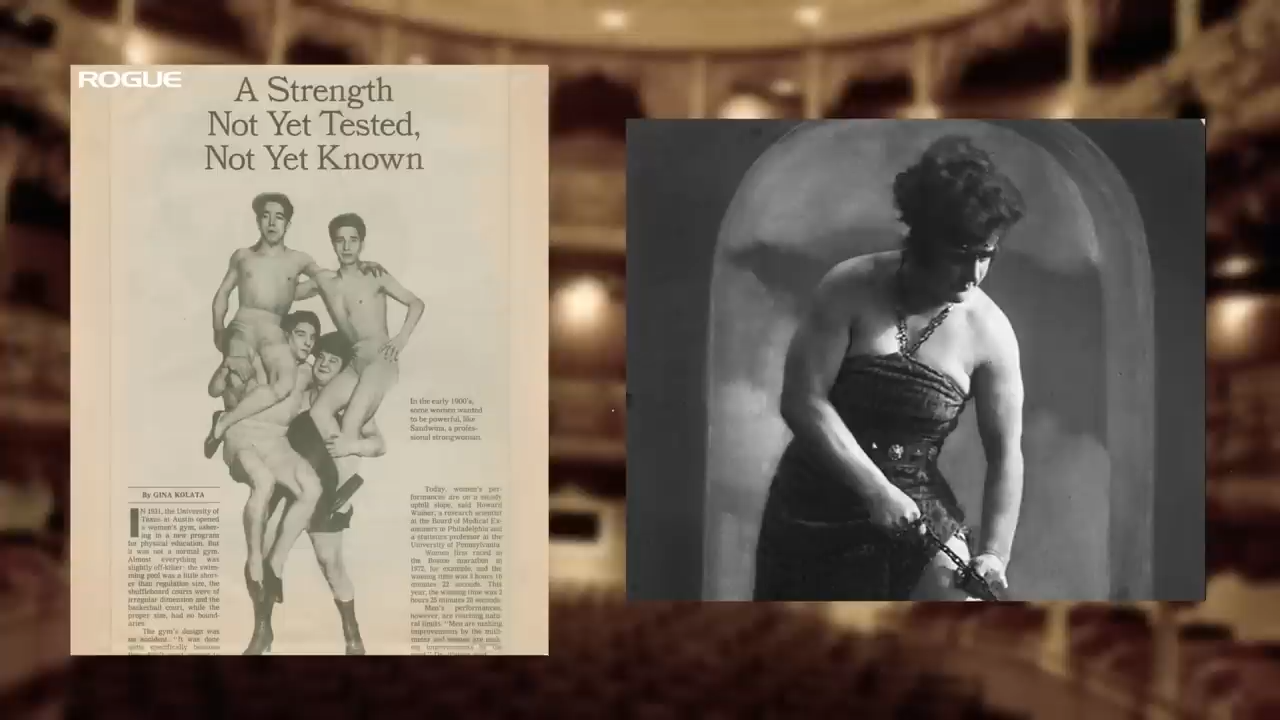 ROGUE
A Strength
Not Yet Tested,
Not Yet Known
In the early 1900's,
some women wanted
to be powerful, like
Sandwina, a profes-
sional strongwoman.
By GINA KOLATA
IN 1931, the University of
Texas at Austin opened
a women's gym, usher-
ing in a new program
for physical education. But
it was not a normal gym.
Almost everything was
slightly off-kilter: the swim-
ming pool was a little short-
er than regulation size, the
shuffleboard courts were of
irregular dimension and the
basketball court, while the
proper size, had no bound-
aries.
The gym's design was
no accident. "It was done
quite specifically because
Today, women's per-
formances are on a steady
uphill slope, said Howard
Wainer, a research scientist
at the Board of Medical Ex-
aminers in Philadelphia and
a statistics professor at the
University of Pennsylvania.
Women first raced in
the Boston marathon in
1972, for example, and the
winning time was 3 hours 10
minutes 22 seconds. This
year, the winning time was 2
hours 25 minutes
Men's performances,
however, are reaching natu-
ral limits. "Men are making
improvements by the milli-
meter and women are mak-
ing improvements